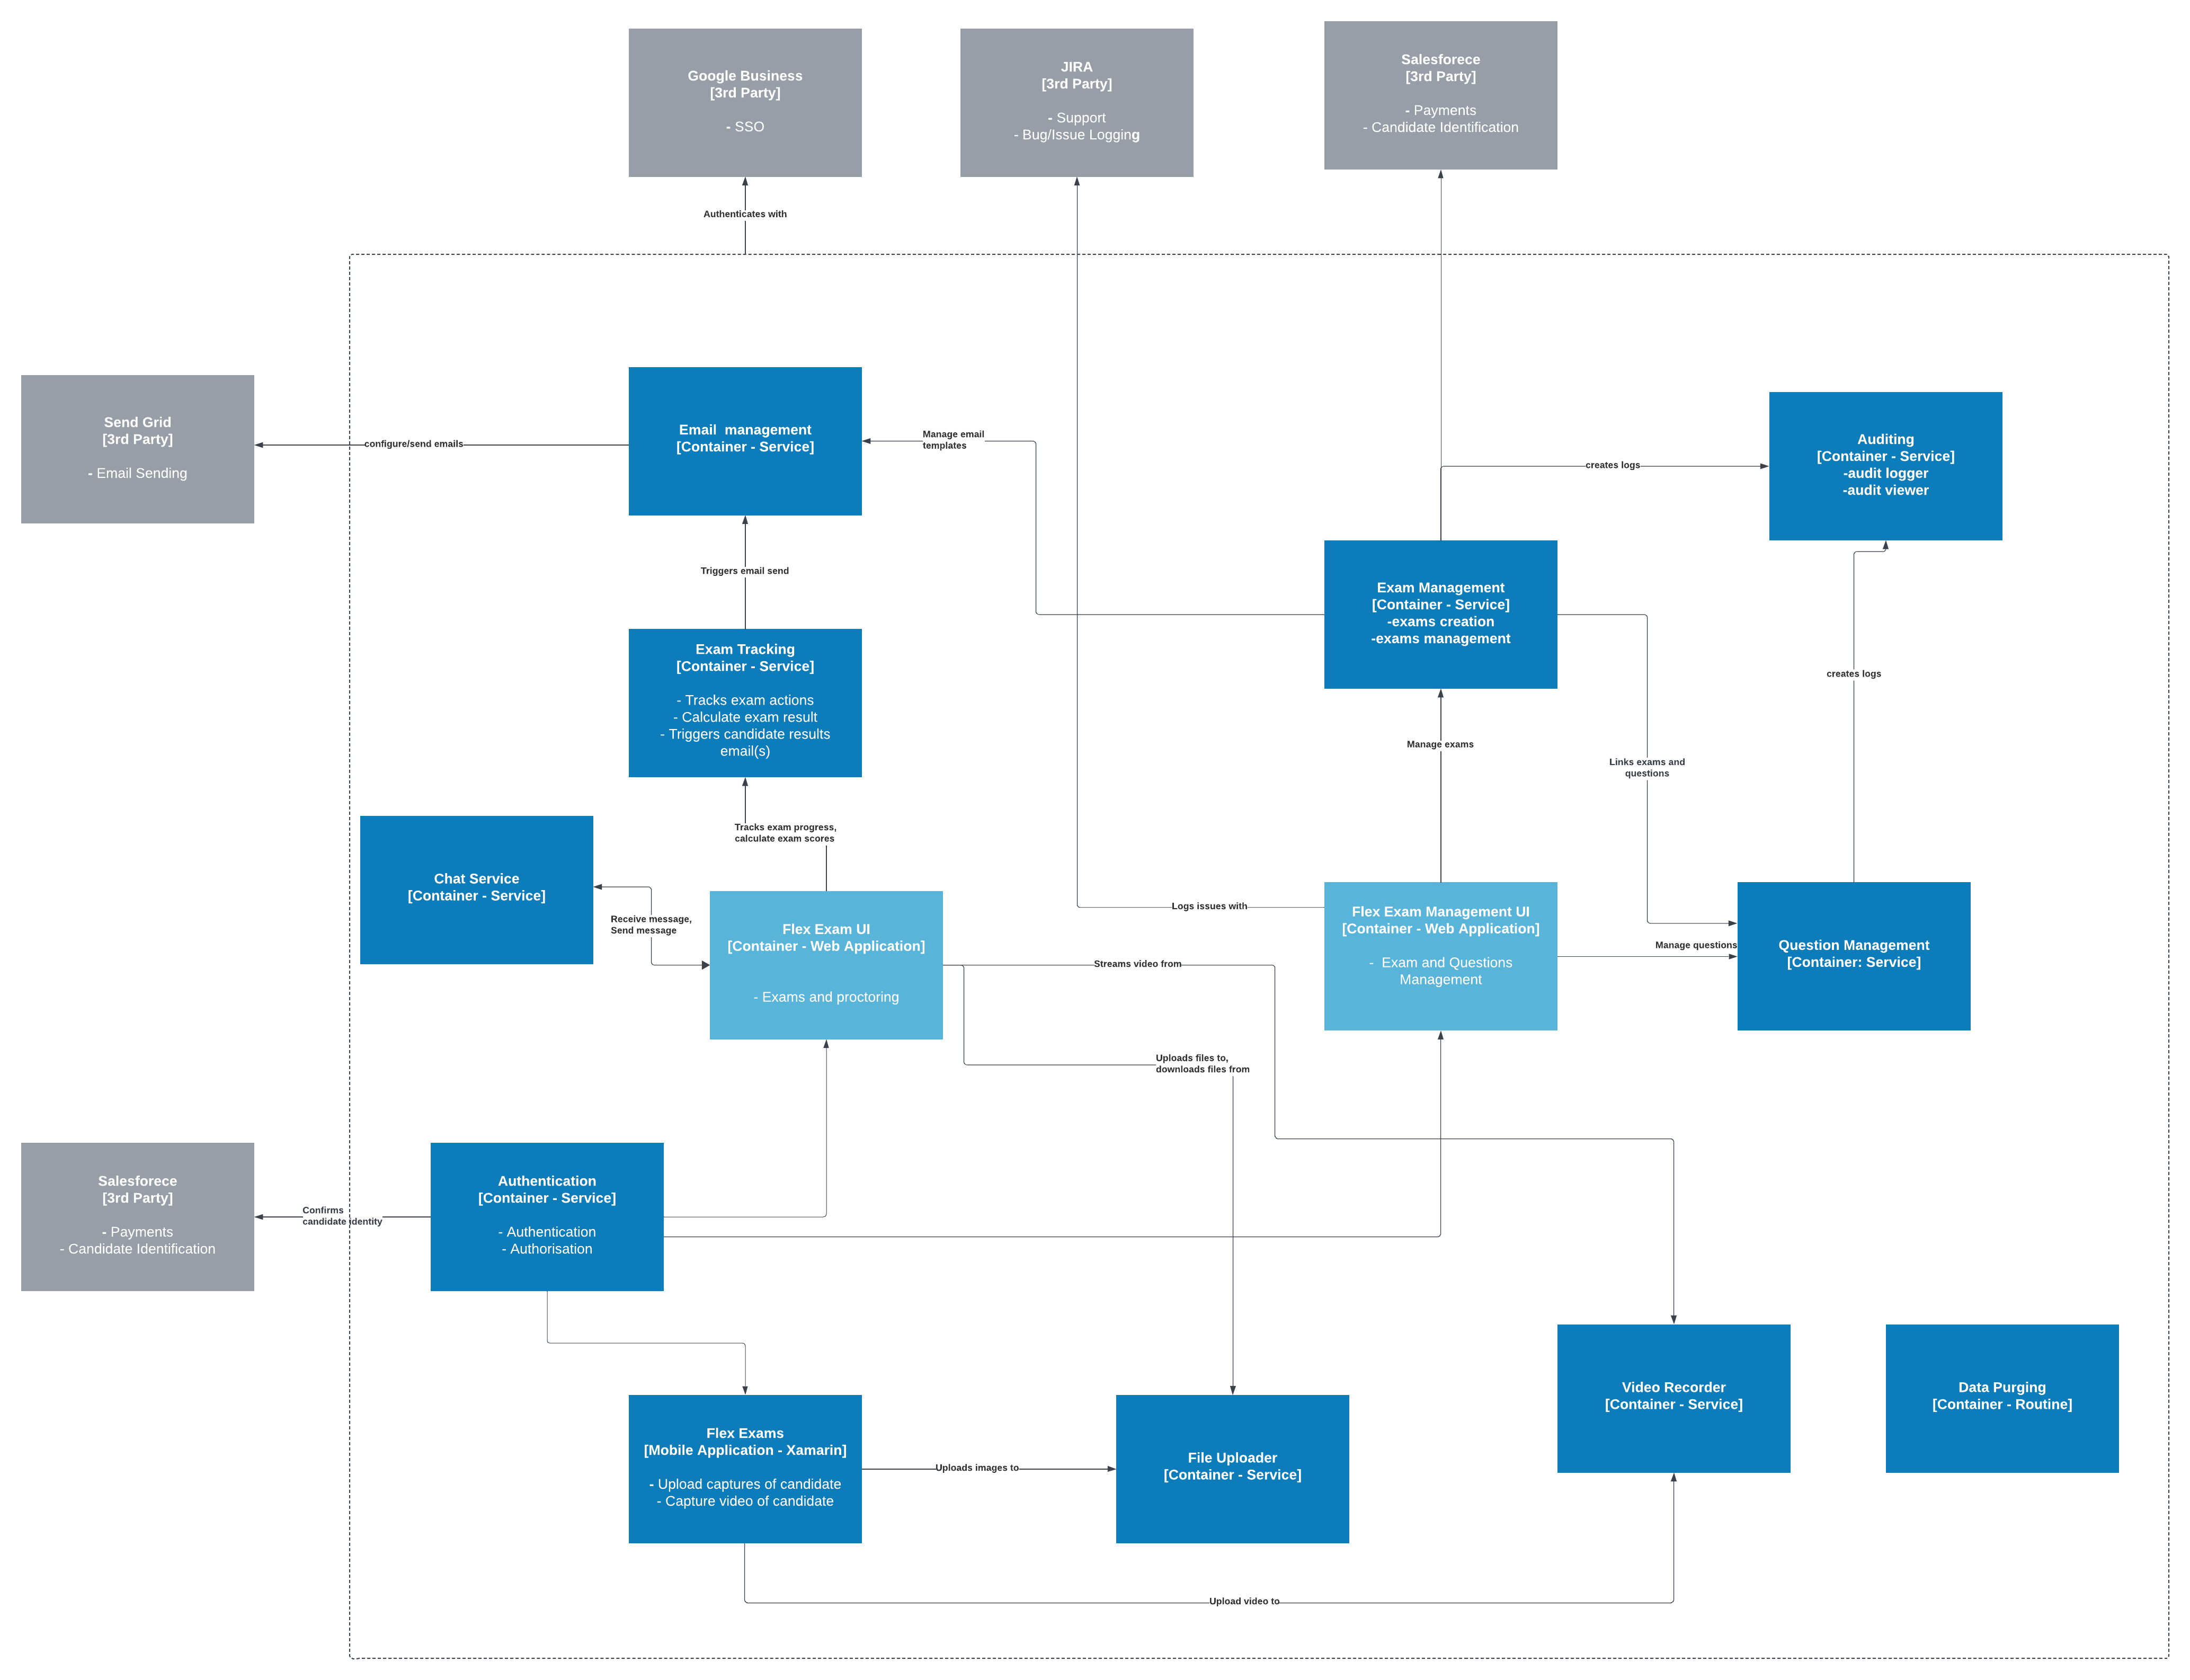 Google Business
[3rd Party]
- SSO
JIRA
[3rd Party]
- Support
- Bug/Issue Logging
Salesforece
[3rd Party]
- Payments
- Candidate Identification
Authenticates with
Send Grid
[3rd Party]
- Email Sending
configure/send emails
Email  management
[Container - Service]
Manage email
templates
creates logs
Auditing
[Container - Service]
-audit logger
-audit viewer
Triggers email send
Exam Management
[Container - Service]
-exams creation
-exams management
Exam Tracking
[Container - Service]
- Tracks exam actions
- Calculate exam result
- Triggers candidate results
email(s)
creates logs
Manage exams
Links exams and
questions
Tracks exam progress,
calculate exam scores
Chat Service
[Container - Service]
Receive message,
Send message
Flex Exam UI
[Container - Web Application]
- Exams and proctoring
Logs issues with
Flex Exam Management UI
[Container - Web Application]
-  Exam and Questions
Management
Manage questions
Question Management
[Container: Service]
Streams video from
Uploads files to,
downloads files from
Salesforece
[3rd Party]
- Payments
- Candidate Identification
Confirms
candidate identity
Authentication
[Container - Service]
- Authentication
- Authorisation
Flex Exams
[Mobile Application - Xamarin]
- Upload captures of candidate
- Capture video of candidate
Uploads images to
File Uploader
[Container - Service]
Video Recorder
[Container - Service]
Data Purging
[Container - Routine]
Upload video to